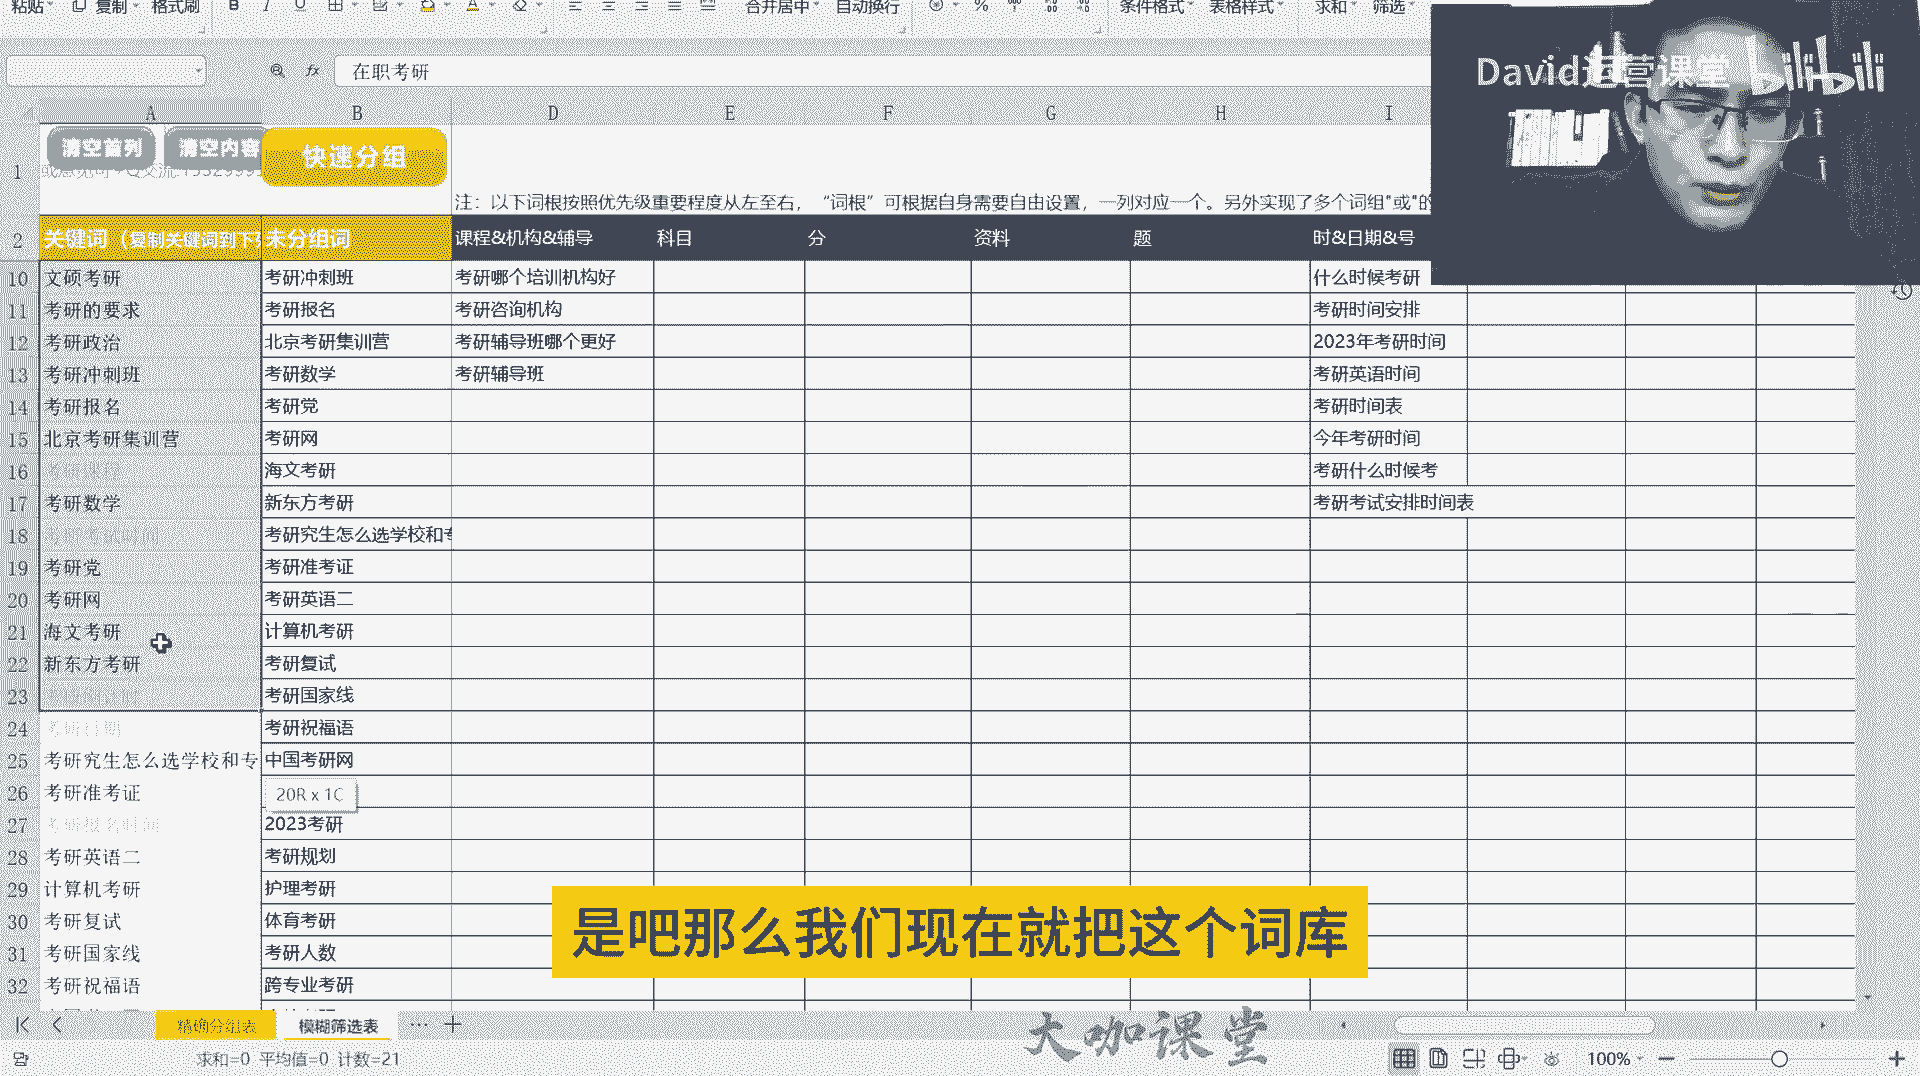 粘贴 复制 格式刷 B I U 合并居中 自动换行 % 条件格式 表格样式 求和 筛选
fx 在职考研
David运营课堂 bilibili
A B D E F G H I
清空首列 清空内容 快速分组
1 注：以下词根按照优先级重要程度从左至右，“词根”可根据自身需要自由设置，一列对应一个。另外实现了多个词组"或"的
2 关键词（复制关键词到下 未分组词 课程&机构&辅导 科目 分 资料 题 时&日期&号
10 文硕考研 考研冲刺班 考研哪个培训机构好 什么时候考研
11 考研的要求 考研报名 考研咨询机构 考研时间安排
12 考研政治 北京考研集训营 考研辅导班哪个更好 2023年考研时间
13 考研冲刺班 考研数学 考研辅导班 考研英语时间
14 考研报名 考研党 考研时间表
15 北京考研集训营 考研网 今年考研时间
16 考研课程 海文考研 考研什么时候考
17 考研数学 新东方考研 考研考试安排时间表
18 考研考试时间 考研究生怎么选学校和专
19 考研党 考研准考证
20 考研网 考研英语二
21 海文考研 计算机考研
22 新东方考研 考研复试
23 考研国家线
24 考研日期 考研祝福语
25 考研究生怎么选学校和专 中国考研网
26 考研准考证 20R x 1C
27 考研报名时间 2023考研
28 考研英语二 考研规划
29 计算机考研 护理考研
30 考研复试 体育考研
31 考研国家线 考研人数
32 考研祝福语 跨专业考研
是吧那么我们现在就把这个词库
精确分组表 模糊筛选表 ··· +
大咖课堂
求和=0 平均值=0 计数=21 100%